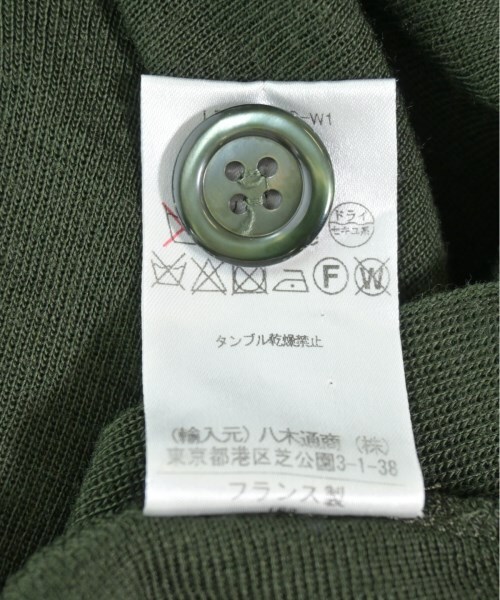 -W1
ドライ
セキユ系
F W
タンブル乾燥禁止
(輸入元) 八木通商 (株)
東京都港区芝公園3-1-38
フランス製